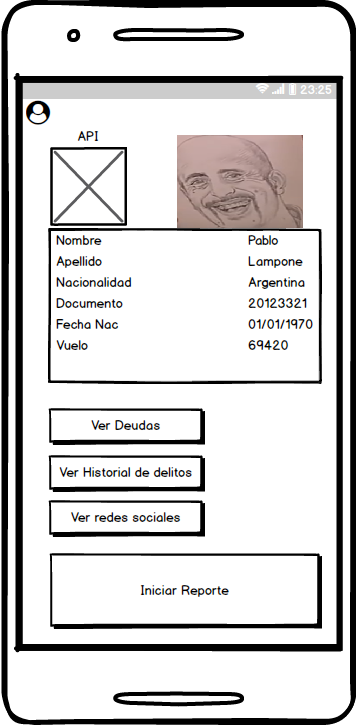 23:25
API
Nombre Pablo
Apellido Lampone
Nacionalidad Argentina
Documento 20123321
Fecha Nac 01/01/1970
Vuelo 69420
Ver Deudas
Ver Historial de delitos
Ver redes sociales
Iniciar Reporte